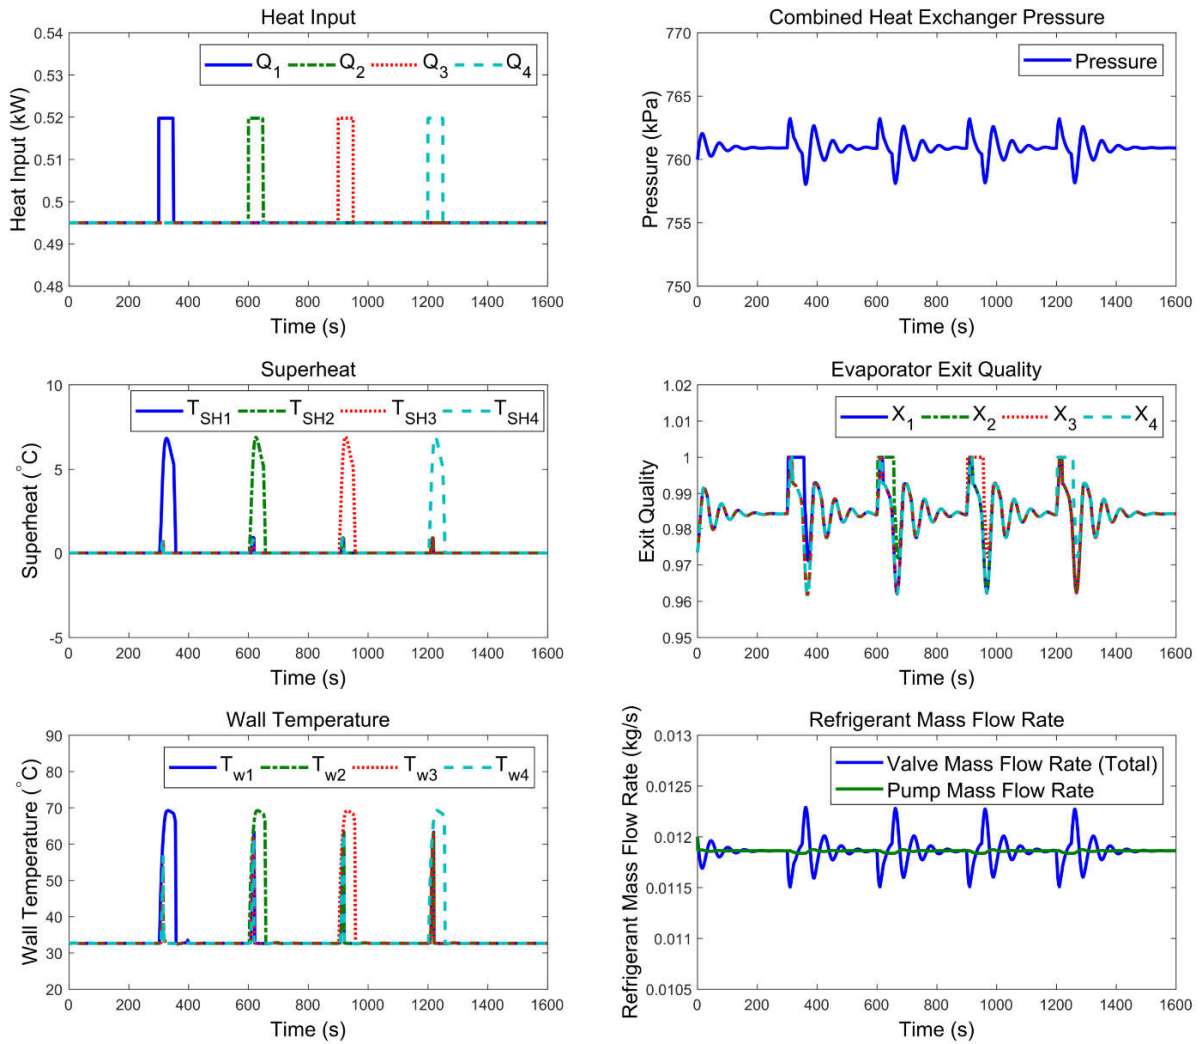 Heat Input
0.54
0.53
0.52
0.51
0.5
0.49
0.48
Heat Input (kW)
Q1 Q2 Q3 Q4
0 200 400 600 800 1000 1200 1400 1600
Time (s)
Combined Heat Exchanger Pressure
770
765
760
755
750
Pressure (kPa)
Pressure
0 200 400 600 800 1000 1200 1400 1600
Time (s)
Superheat
10
5
0
-5
Superheat (°C)
TSH1 TSH2 TSH3 TSH4
0 200 400 600 800 1000 1200 1400 1600
Time (s)
Evaporator Exit Quality
1.02
1.01
1
0.99
0.98
0.97
0.96
0.95
Exit Quality
X1 X2 X3 X4
0 200 400 600 800 1000 1200 1400 1600
Time (s)
Wall Temperature
90
80
70
60
50
40
30
20
Wall Temperature (°C)
Tw1 Tw2 Tw3 Tw4
0 200 400 600 800 1000 1200 1400 1600
Time (s)
Refrigerant Mass Flow Rate
0.013
0.0125
0.012
0.0115
0.011
0.0105
Refrigerant Mass Flow Rate (kg/s)
Valve Mass Flow Rate (Total)
Pump Mass Flow Rate
0 200 400 600 800 1000 1200 1400 1600
Time (s)